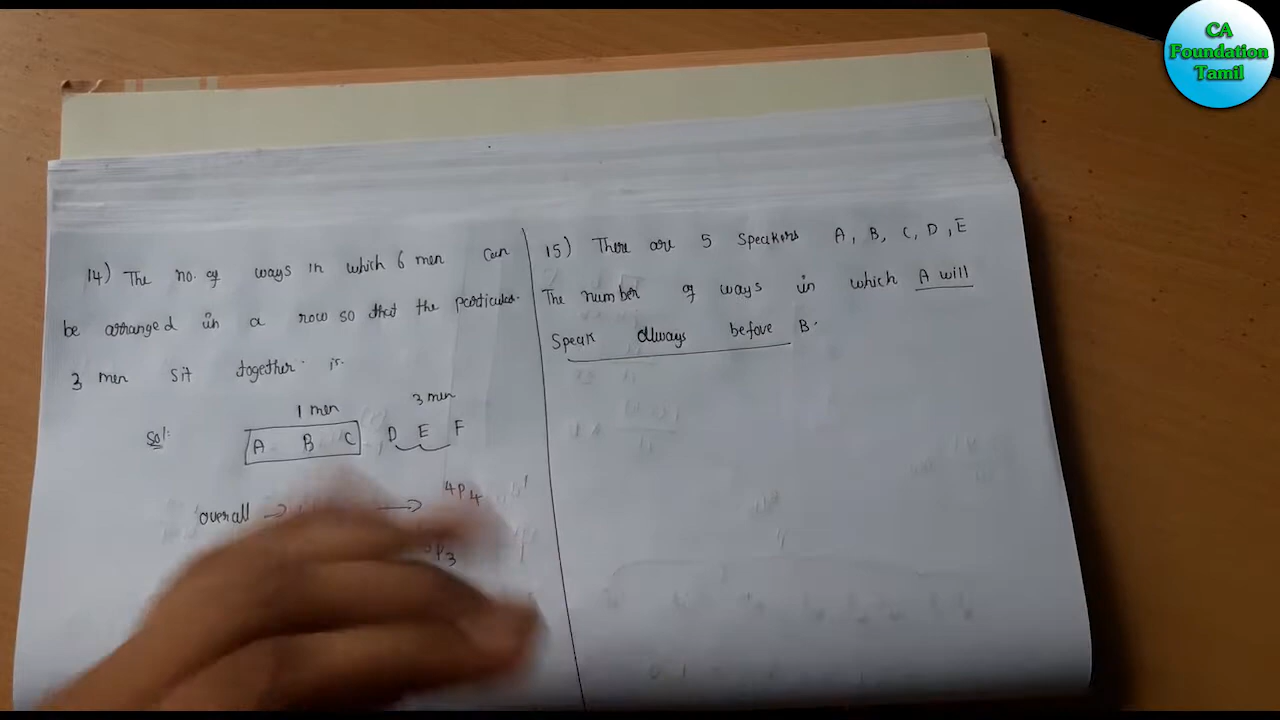 CA
Foundation
Tamil
14) The no. of ways in which 6 men can
be arranged in a row so that the particular
3 men sit together is
1 men 3 men
Sol:
A B C , D E F
overall → → 4P4
P3
15) There are 5 Speakers A, B, C, D, E
The number of ways in which A will
Speak always before B.